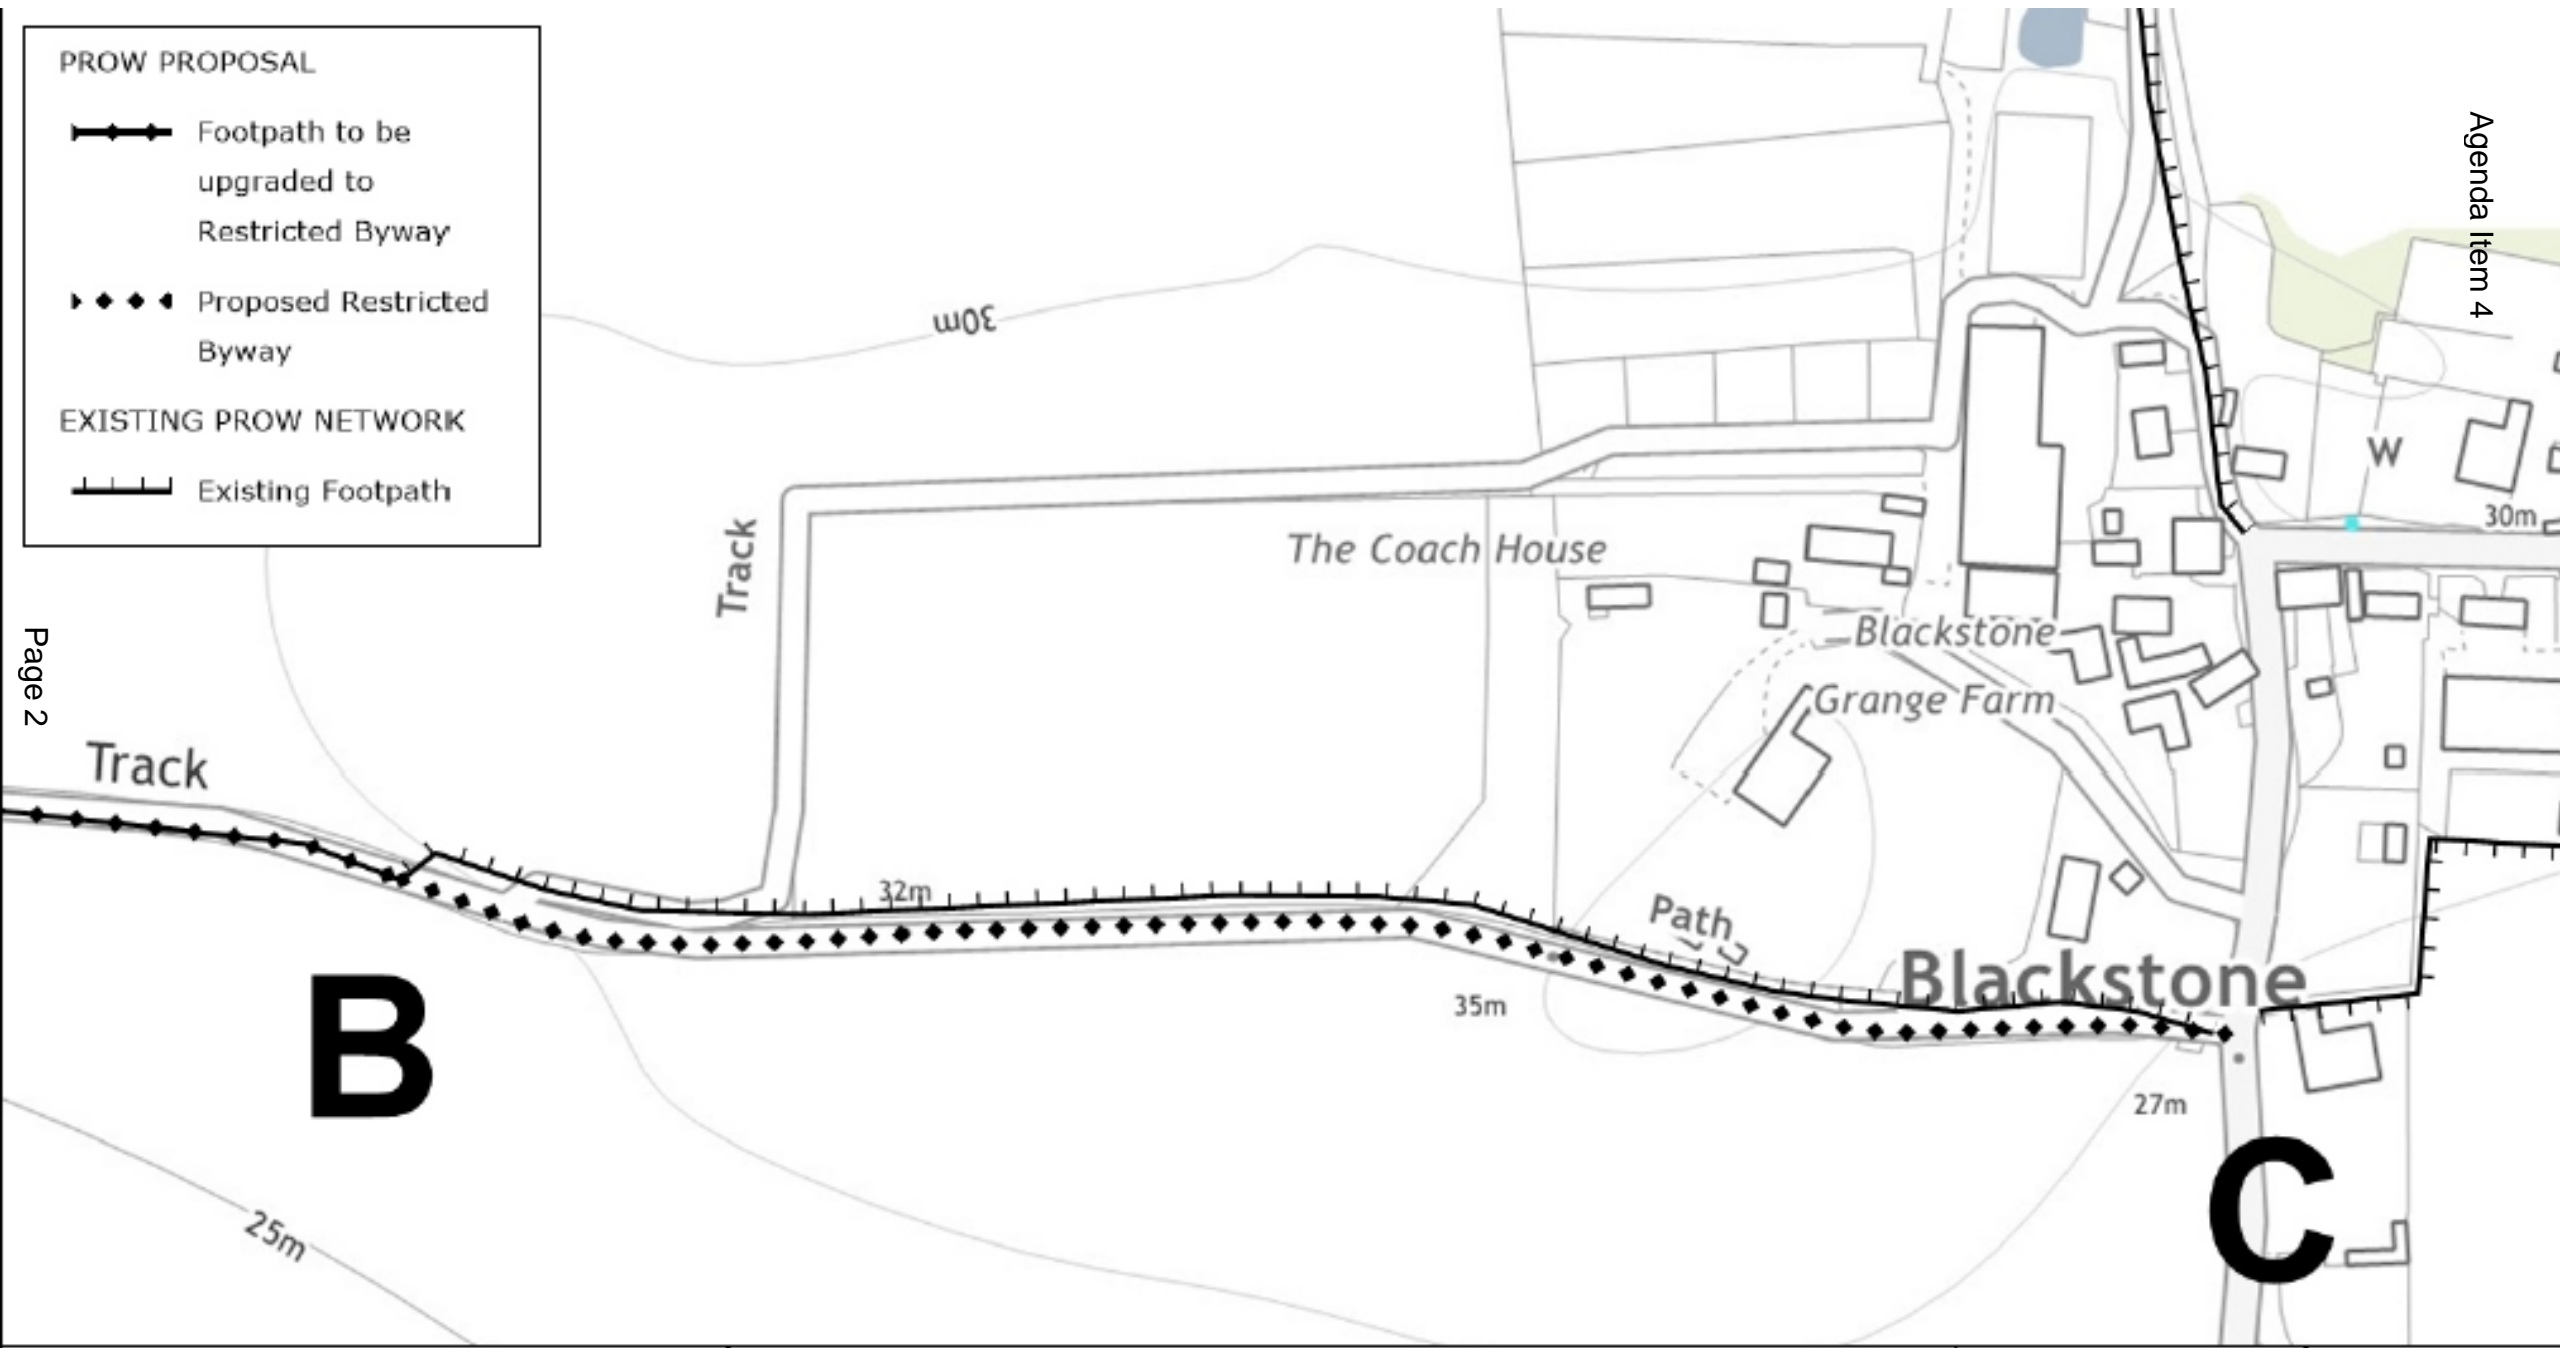 PROW PROPOSAL
Footpath to be
upgraded to
Restricted Byway
Proposed Restricted
Byway
EXISTING PROW NETWORK
Existing Footpath
Agenda Item 4
30m
W
30m
Track
The Coach House
Blackstone
Grange Farm
Page 2
Track
32m
Path
Blackstone
35m
B
27m
C
25m